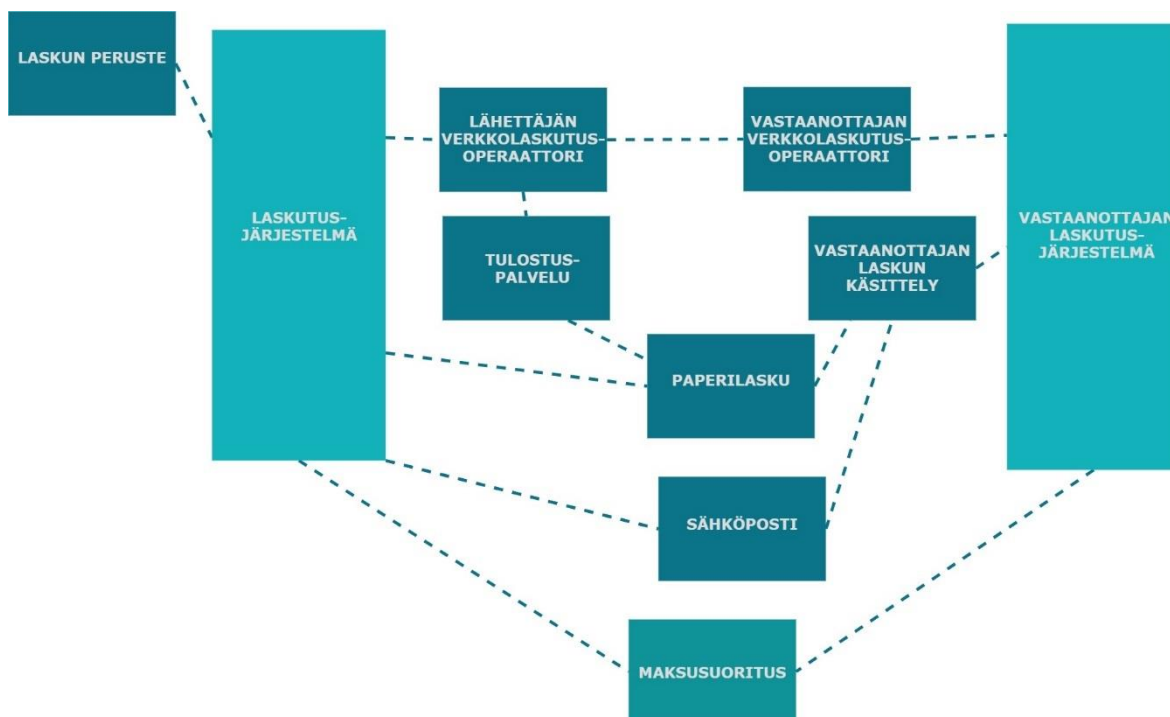 LASKUN PERUSTE
LASKUTUS-
JÄRJESTELMÄ
LÄHETTÄJÄN
VERKKOLASKUTUS-
OPERAATTORI
VASTAANOTTAJAN
VERKKOLASKUTUS-
OPERAATTORI
VASTAANOTTAJAN
LASKUTUS-
JÄRJESTELMÄ
TULOSTUS-
PALVELU
VASTAANOTTAJAN
LASKUN
KÄSITTELY
PAPERILASKU
SÄHKÖPOSTI
MAKSUSUORITUS